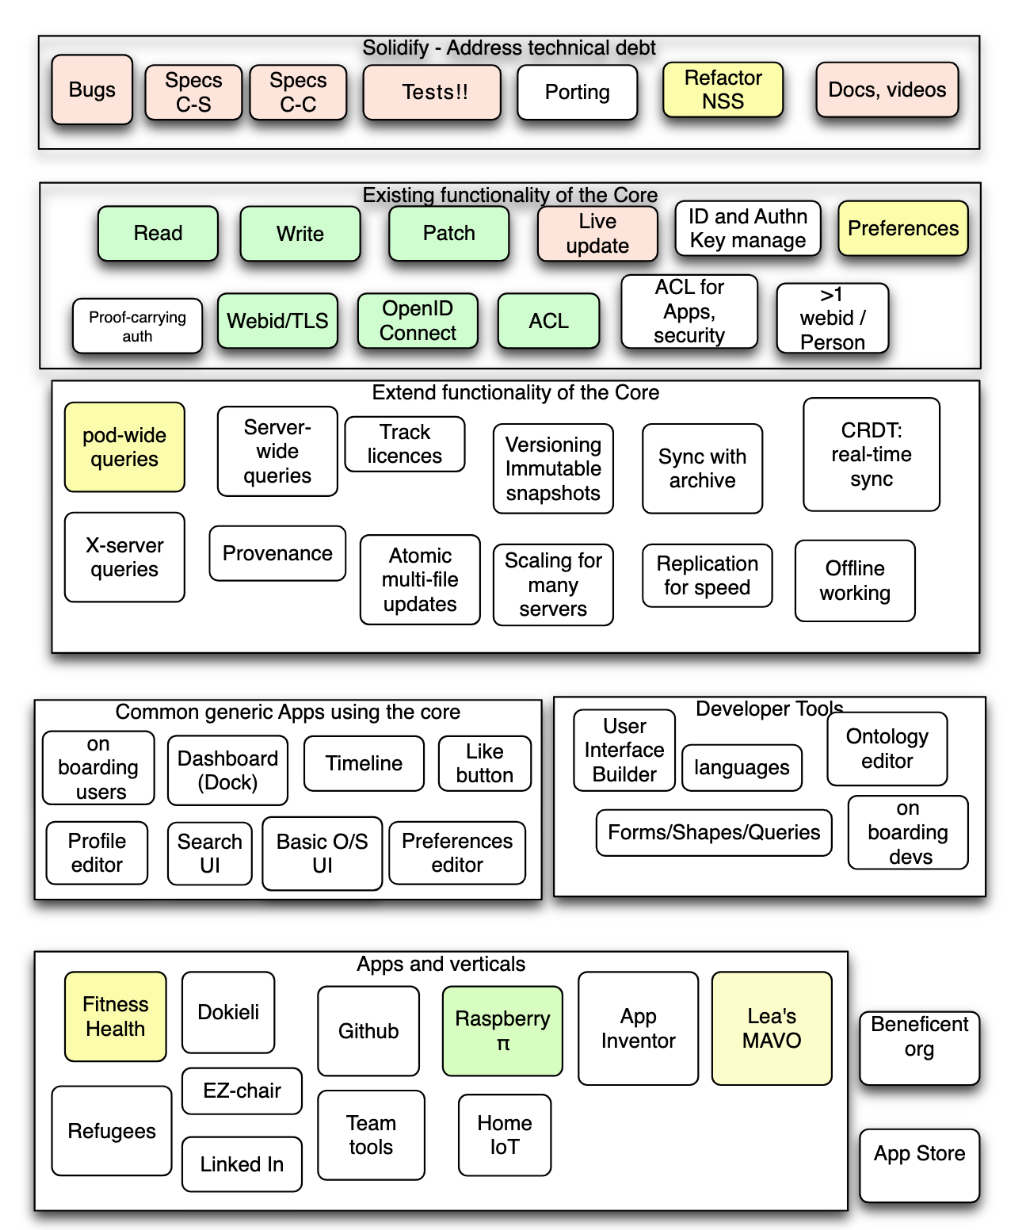 Solidify - Address technical debt
Bugs
Specs
C-S
Specs
C-C
Tests!!
Porting
Refactor
NSS
Docs, videos
Existing functionality of the Core
Read
Write
Patch
Live
update
ID and Authn
Key manage
Preferences
Proof-carrying
auth
Webid/TLS
OpenID
Connect
ACL
ACL for
Apps,
security
>1
webid /
Person
Extend functionality of the Core
pod-wide
queries
Server-
wide
queries
Track
licences
Versioning
Immutable
snapshots
Sync with
archive
CRDT:
real-time
sync
X-server
queries
Provenance
Atomic
multi-file
updates
Scaling for
many
servers
Replication
for speed
Offline
working
Common generic Apps using the core
on
boarding
users
Dashboard
(Dock)
Timeline
Like
button
Profile
editor
Search
UI
Basic O/S
UI
Preferences
editor
Developer Tools
User
Interface
Builder
languages
Ontology
editor
Forms/Shapes/Queries
on
boarding
devs
Apps and verticals
Fitness
Health
Dokieli
Github
Raspberry
π
App
Inventor
Lea's
MAVO
Refugees
EZ-chair
Linked In
Team
tools
Home
IoT
Beneficent
org
App Store